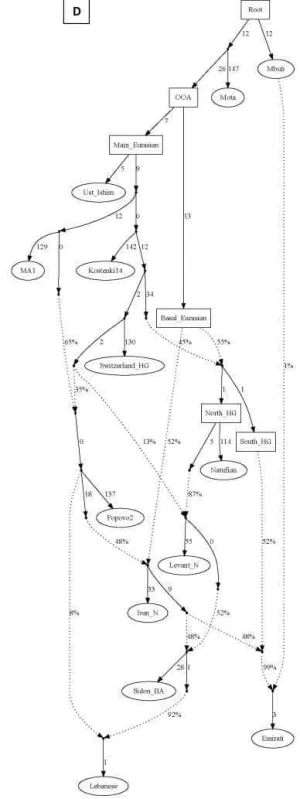 D
Root
12
12
26
147
Mbuti
OOA
Mota
7
Main_Eurasian
5
9
Ust_Ishim
13
12
0
129
0
142
12
MA1
Kostenki14
2
34
Basal_Eurasian
2
130
65%
Switzerland_HG
45%
55%
1%
35%
1
1
North_HG
13%
52%
5
114
South_HG
0
Natufian
18
137
87%
Popovo2
55
0
52%
48%
Levant_N
33
9
Iran_N
52%
8%
48%
48%
28
1
99%
Sidon_BA
92%
3
Emirati
1
Lebanese